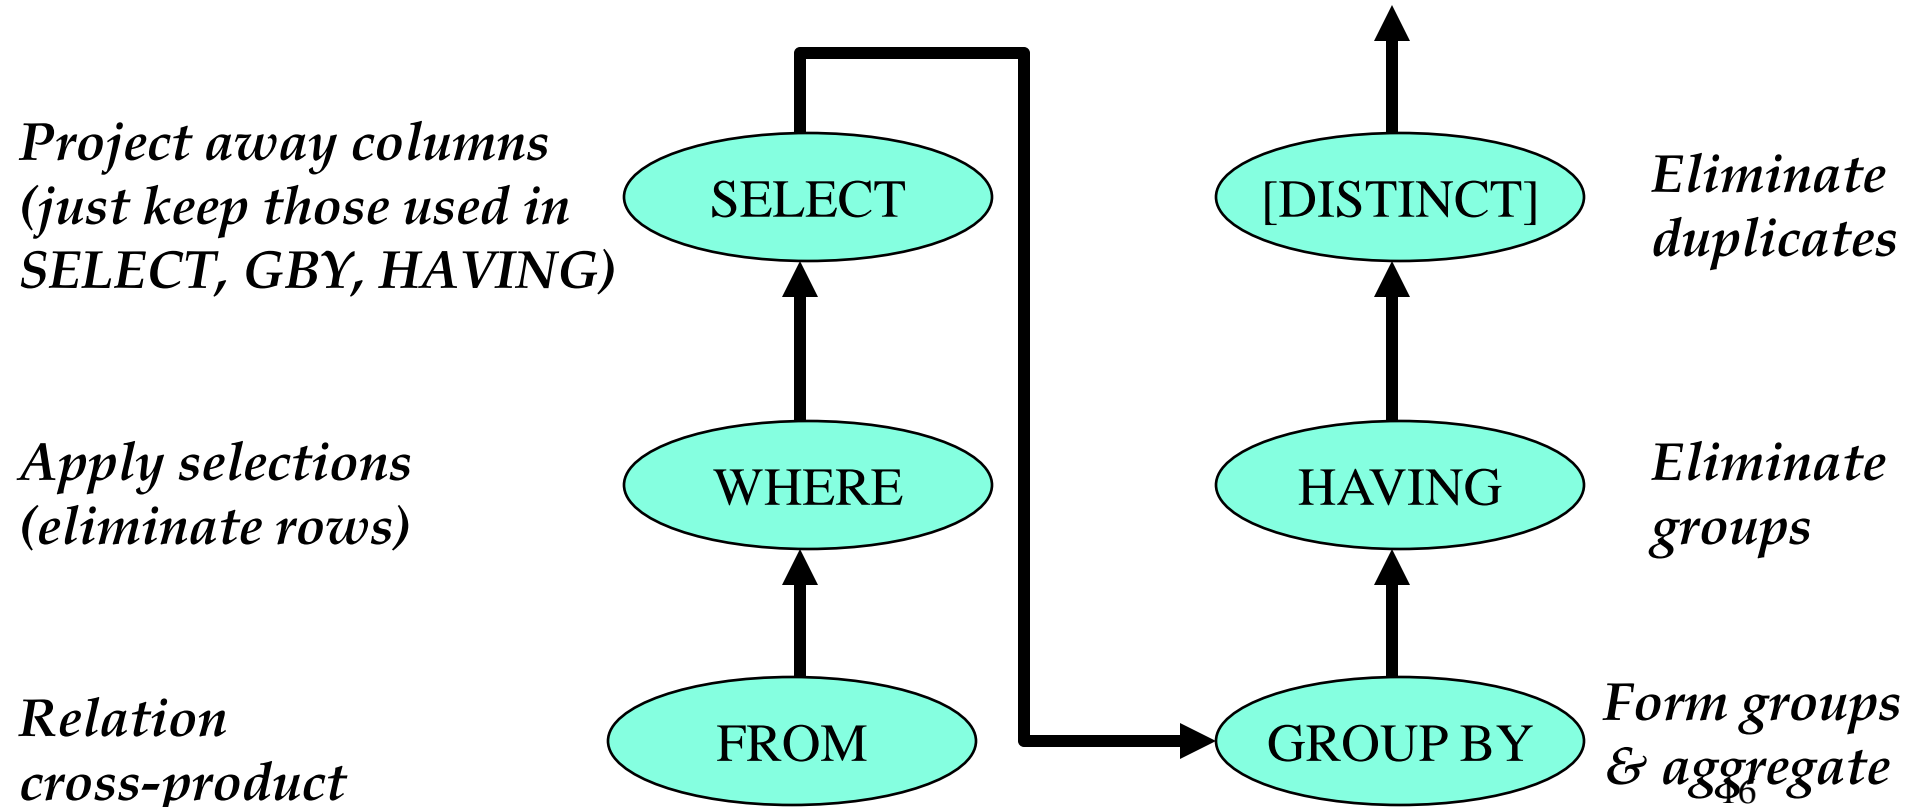 Project away columns
(just keep those used in
SELECT, GBY, HAVING)
SELECT
[DISTINCT]
Eliminate
duplicates
Apply selections
(eliminate rows)
WHERE
HAVING
Eliminate
groups
Relation
cross-product
FROM
GROUP BY
Form groups
& aggregate
16